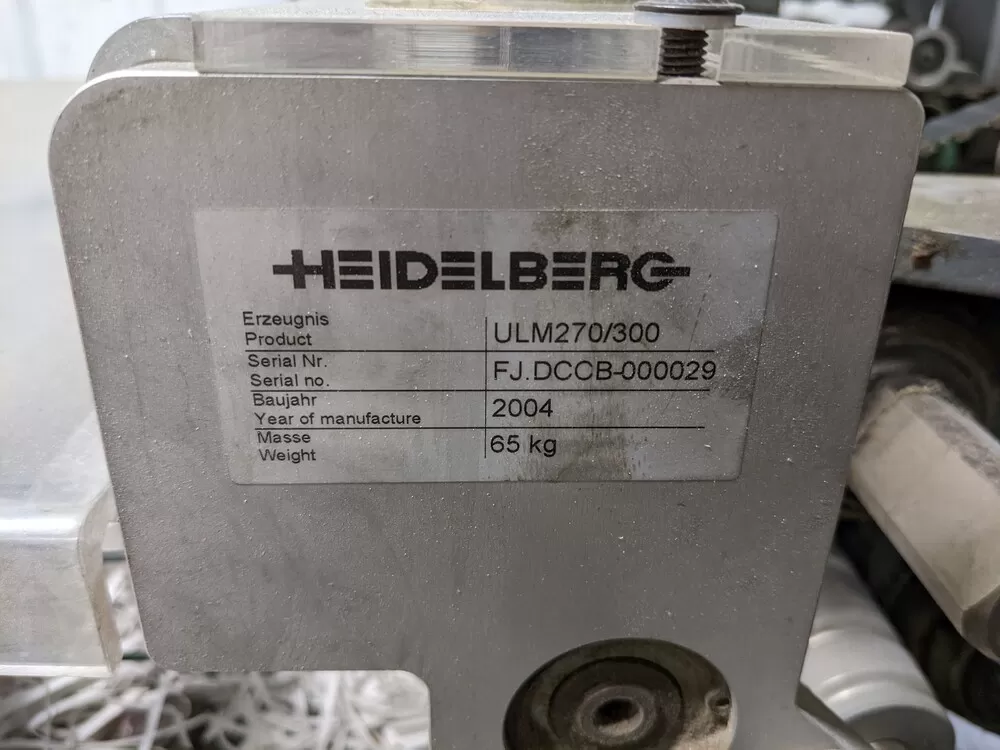 HEIDELBERG
Erzeugnis
Product
ULM270/300
Serial Nr.
Serial no.
FJ.DCCB-000029
Baujahr
Year of manufacture
2004
Masse
Weight
65 kg